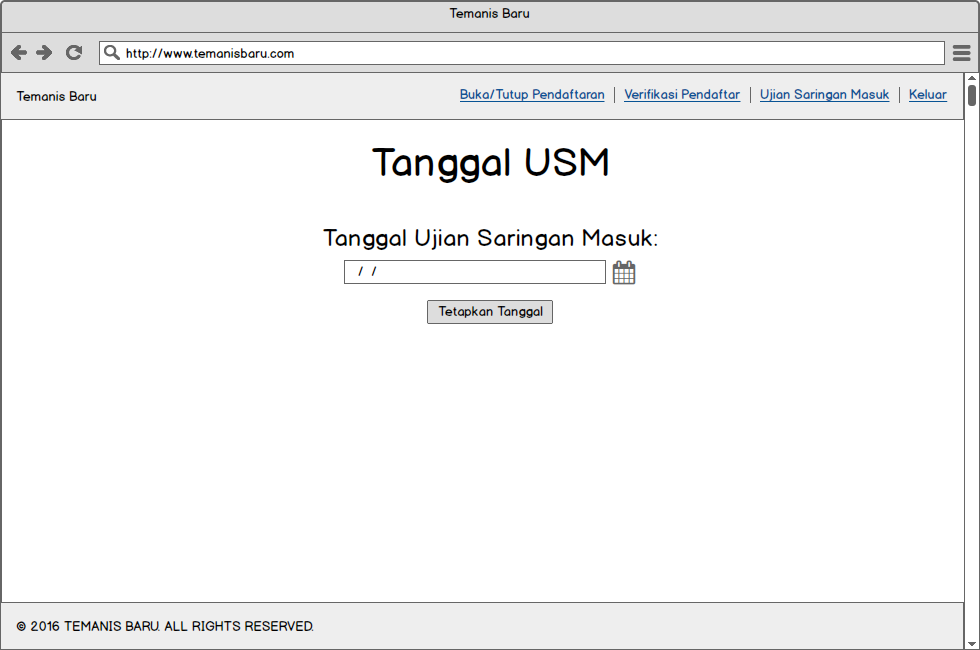 Temanis Baru
http://www.temanisbaru.com
Temanis Baru
Buka/Tutup Pendaftaran | Verifikasi Pendaftar | Ujian Saringan Masuk | Keluar
Tanggal USM
Tanggal Ujian Saringan Masuk:
/ /
Tetapkan Tanggal
© 2016 TEMANIS BARU. ALL RIGHTS RESERVED.